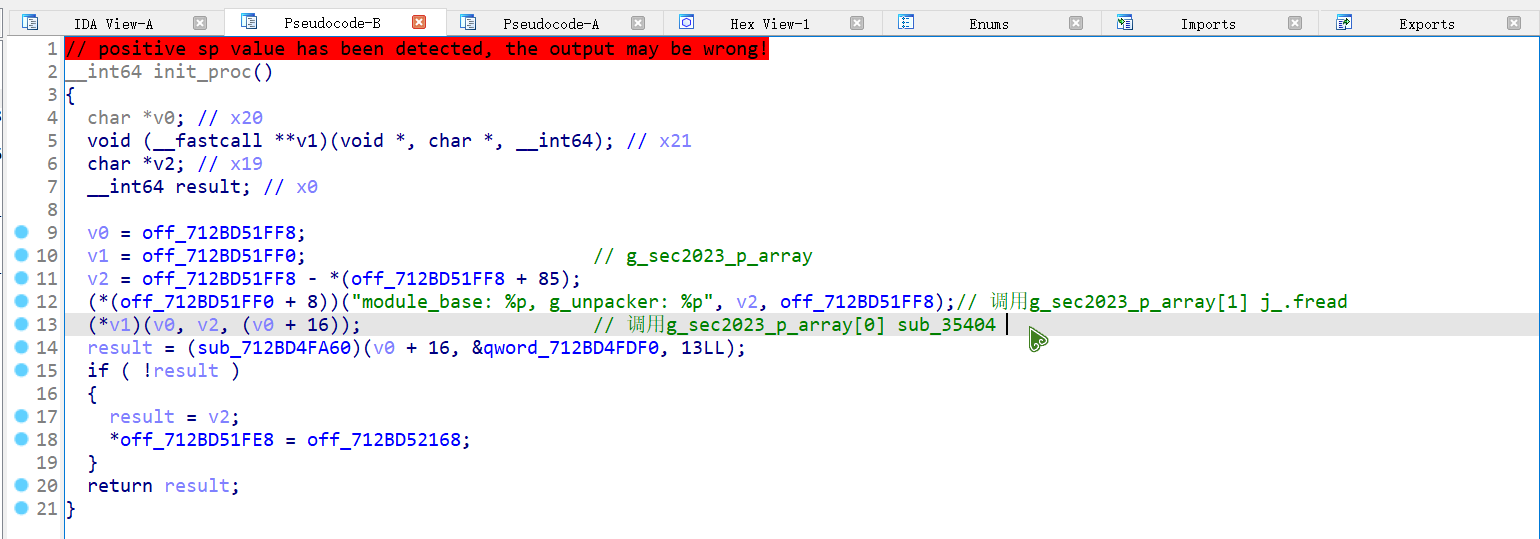 IDA View-A Pseudocode-B Pseudocode-A Hex View-1 Enums Imports Exports
1 // positive sp value has been detected, the output may be wrong!
2 __int64 init_proc()
3 {
4 char *v0; // x20
5 void (__fastcall **v1)(void *, char *, __int64); // x21
6 char *v2; // x19
7 __int64 result; // x0
8
9 v0 = off_712BD51FF8;
10 v1 = off_712BD51FF0; // g_sec2023_p_array
11 v2 = off_712BD51FF8 - *(off_712BD51FF8 + 85);
12 (*(off_712BD51FF0 + 8))("module_base: %p, g_unpacker: %p", v2, off_712BD51FF8);// 调用g_sec2023_p_array[1] j_.fread
13 (*v1)(v0, v2, (v0 + 16)); // 调用g_sec2023_p_array[0] sub_35404
14 result = (sub_712BD4FA60)(v0 + 16, &qword_712BD4FDF0, 13LL);
15 if ( !result )
16 {
17 result = v2;
18 *off_712BD51FE8 = off_712BD52168;
19 }
20 return result;
21 }